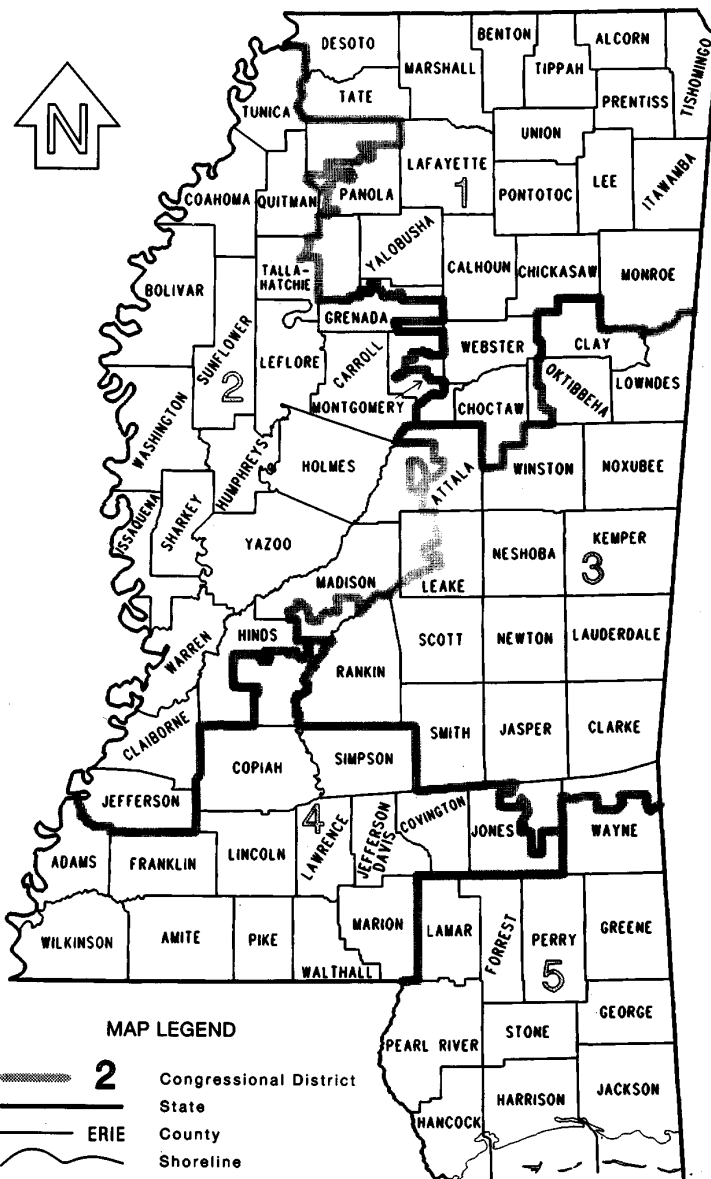 N
DESOTO
MARSHALL
BENTON
TIPPAH
ALCORN
TISHOMINGO
TUNICA
TATE
PRENTISS
UNION
PANOLA
LAFAYETTE
1
PONTOTOC
LEE
ITAWAMBA
COAHOMA
QUITMAN
YALOBUSHA
CALHOUN
CHICKASAW
MONROE
BOLIVAR
TALLA-
HATCHIE
GRENADA
SUNFLOWER
2
LEFLORE
CARROLL
WEBSTER
CLAY
MONTGOMERY
CHOCTAW
OKTIBBEHA
LOWNDES
WASHINGTON
HUMPHREYS
HOLMES
ATTALA
WINSTON
NOXUBEE
ISSAQUENA
SHARKEY
YAZOO
MADISON
LEAKE
NESHOBA
KEMPER
3
WARREN
HINDS
RANKIN
SCOTT
NEWTON
LAUDERDALE
CLAIBORNE
COPIAH
SIMPSON
SMITH
JASPER
CLARKE
JEFFERSON
4
LAWRENCE
JEFFERSON
DAVIS
COVINGTON
JONES
WAYNE
ADAMS
FRANKLIN
LINCOLN
WILKINSON
AMITE
PIKE
WALTHALL
MARION
LAMAR
FORREST
PERRY
5
GREENE
GEORGE
PEARL RIVER
STONE
HANCOCK
HARRISON
JACKSON
MAP LEGEND
2 Congressional District
State
ERIE County
Shoreline